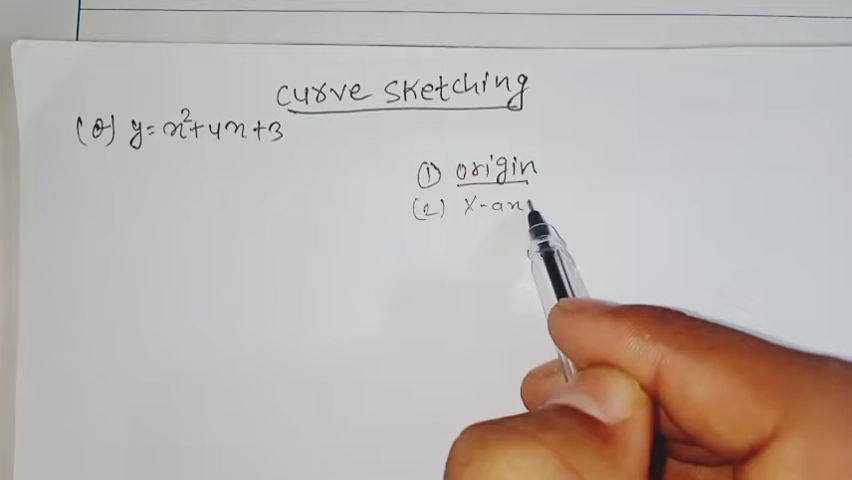 Curve Sketching
(Q) y=x²+4x+3
① origin
(2) X-ax